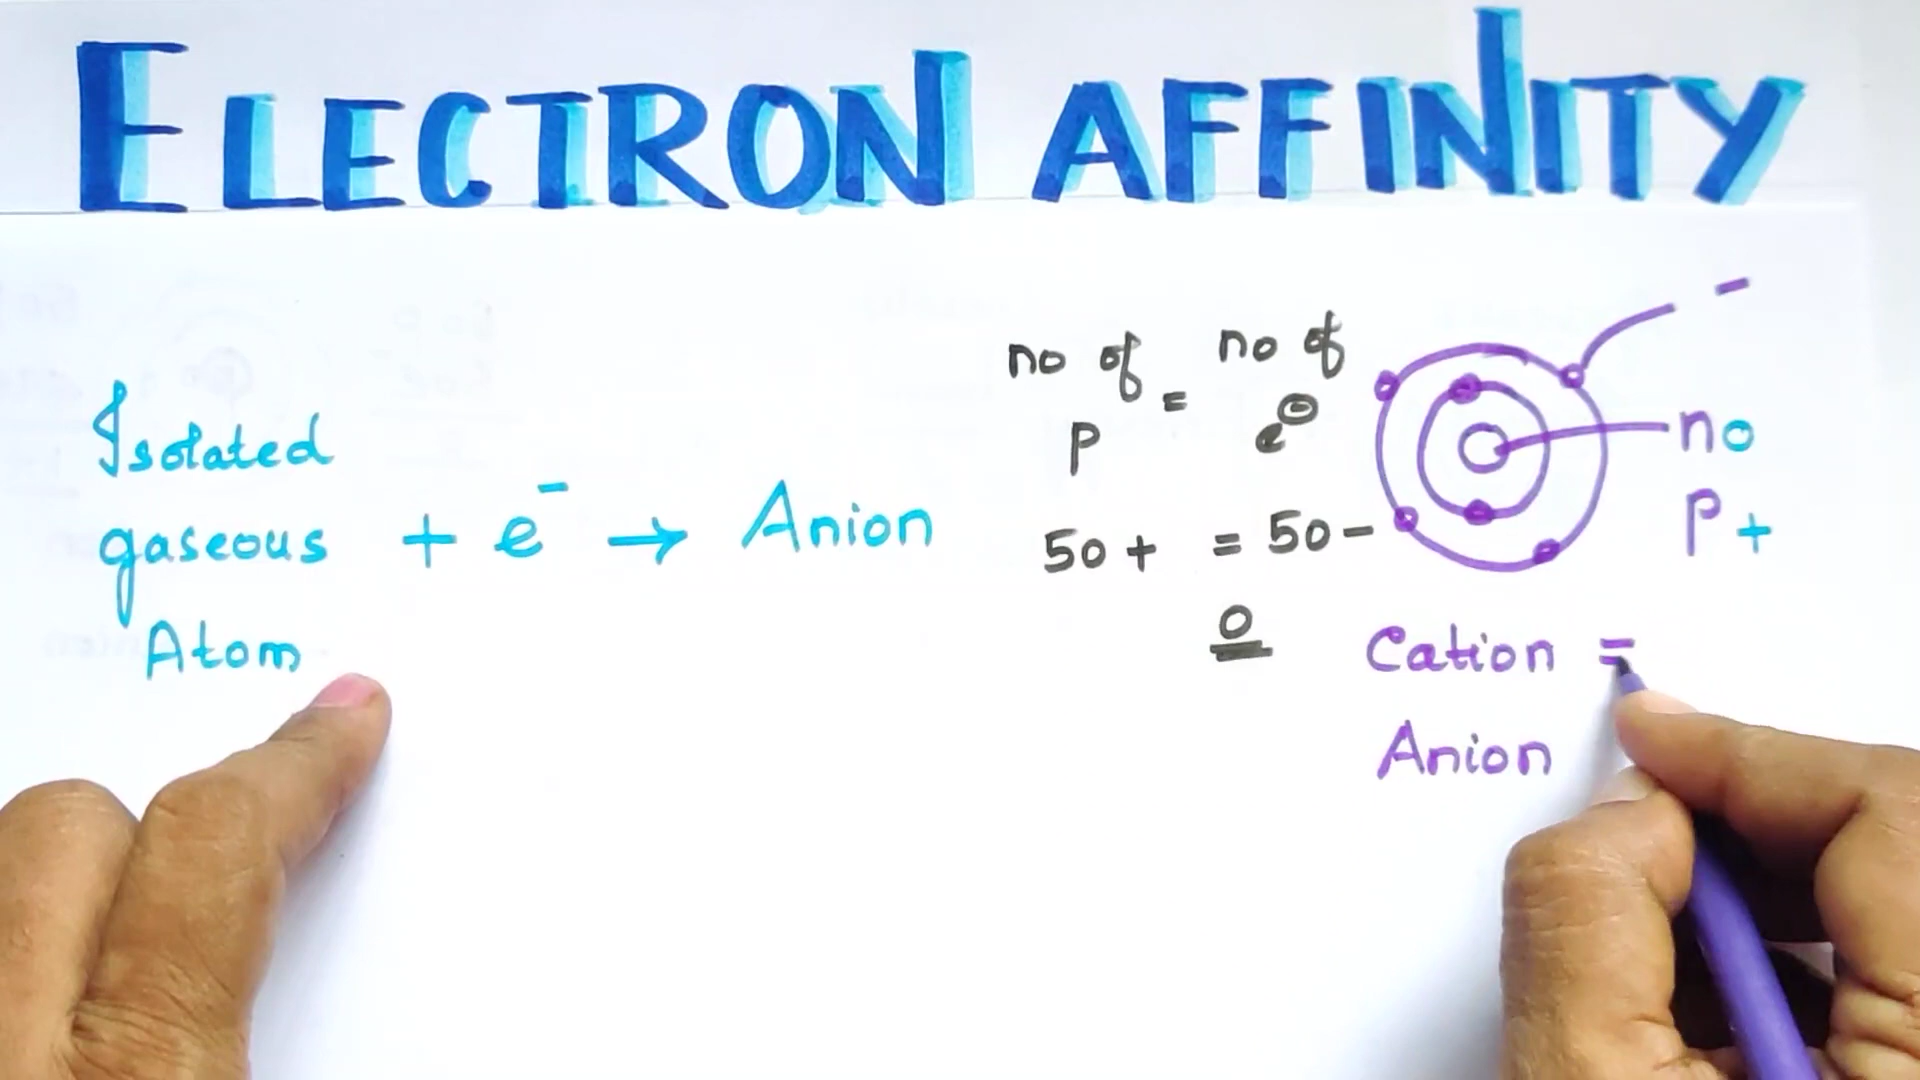 ELECTRON AFFINITY
Isolated
gaseous + e⁻ → Anion
Atom
no of = no of
p e⊖
50+ = 50-
0
-
no
p+
Cation =
Anion